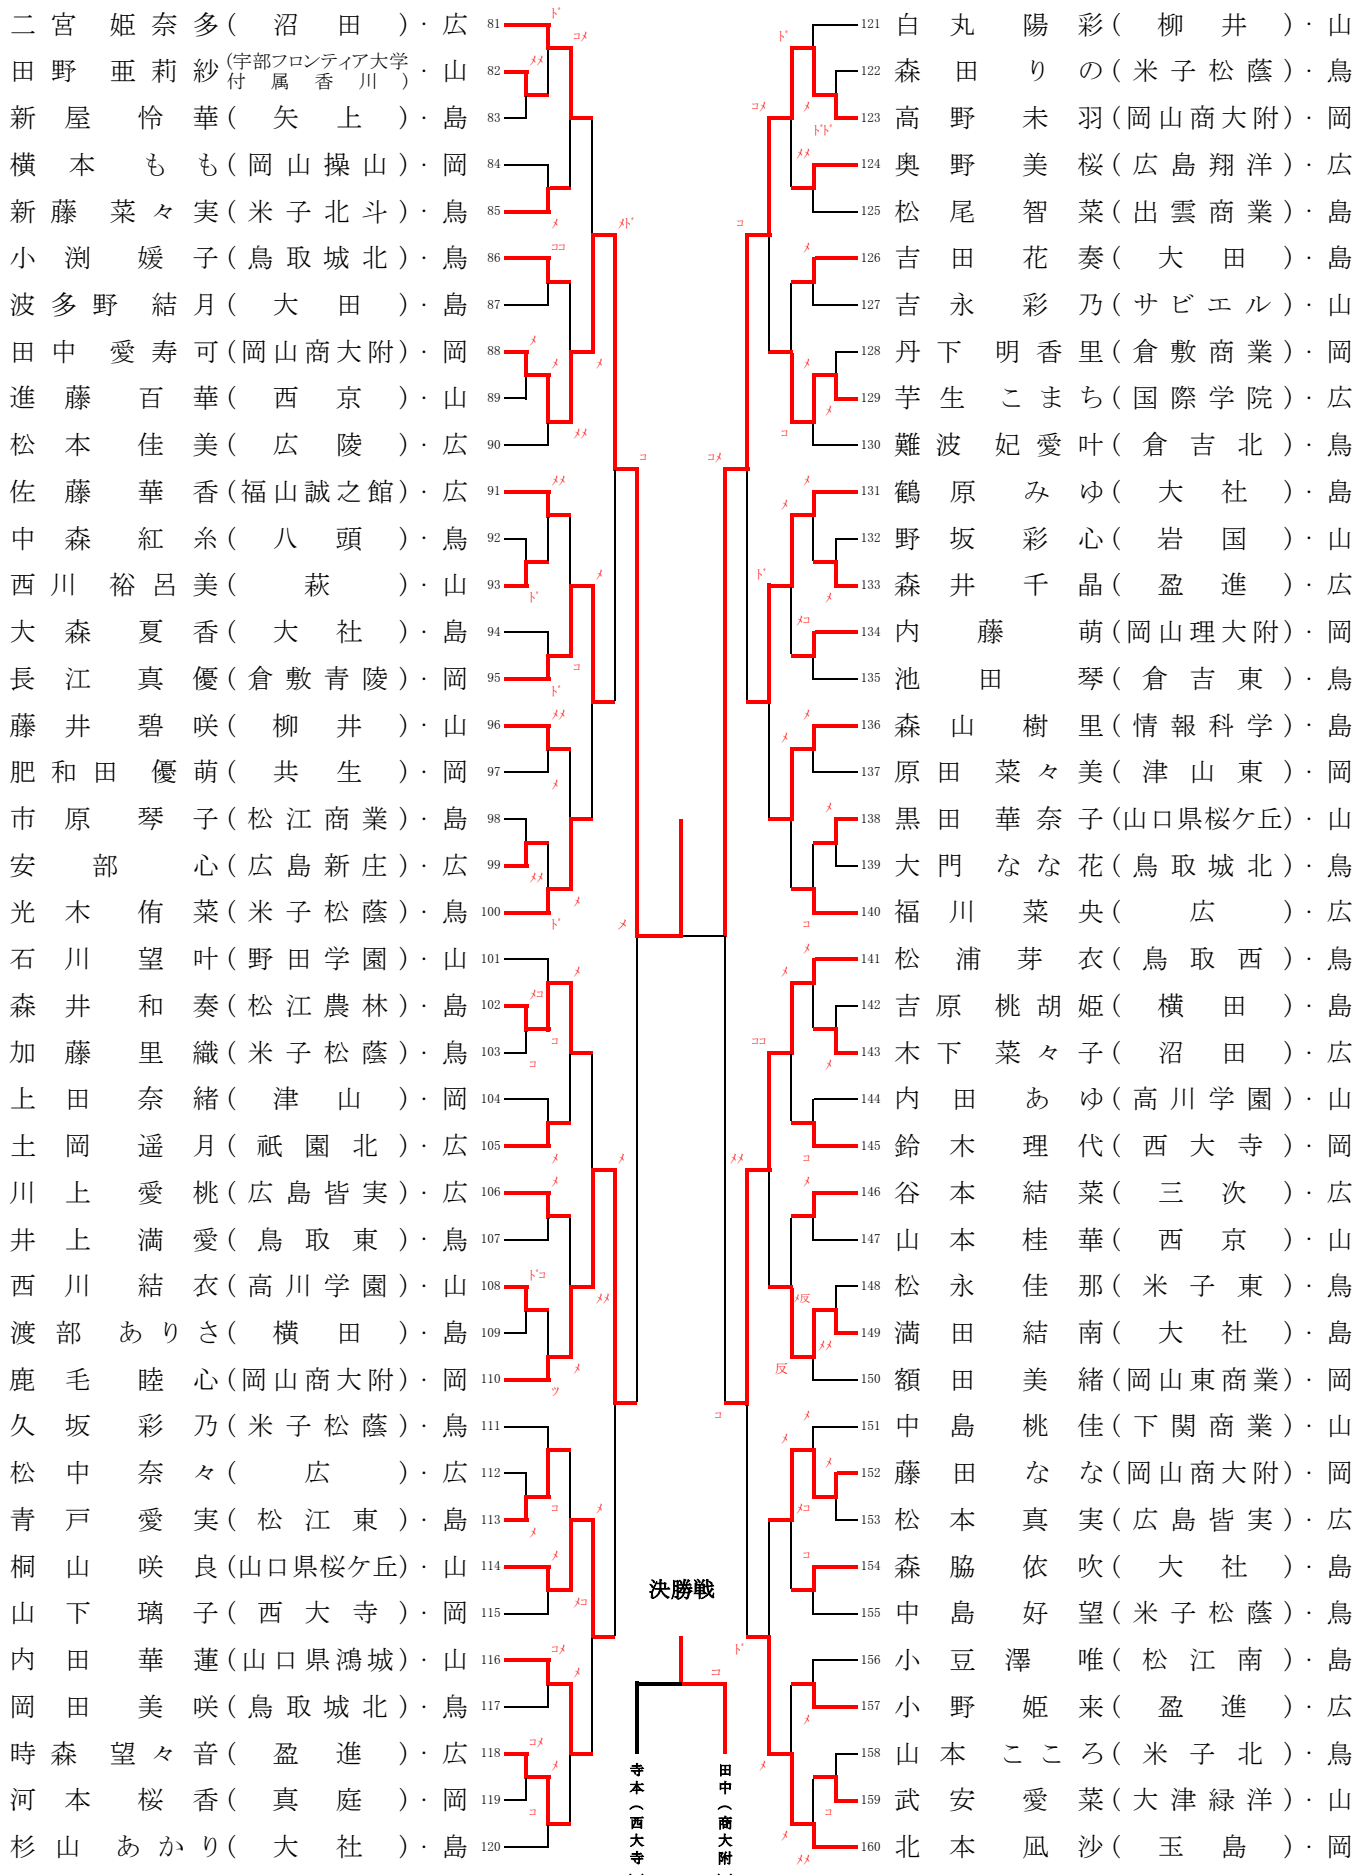 二宮 姫奈多(沼田)・広 81
田野 亜莉紗(宇部フロンティア大学付属香川)・山 82
新屋 怜華(矢上)・島 83
横本 もも(岡山操山)・岡 84
新藤 菜々実(米子北斗)・鳥 85
小渕 媛子(鳥取城北)・鳥 86
波多野 結月(大田)・島 87
田中 愛寿可(岡山商大附)・岡 88
進藤 百華(西京)・山 89
松本 佳美(広陵)・広 90
佐藤 華香(福山誠之館)・広 91
中森 紅糸(八頭)・鳥 92
西川 裕呂美(萩)・山 93
大森 夏香(大社)・島 94
長江 真優(倉敷青陵)・岡 95
藤井 碧咲(柳井)・山 96
肥和田 優萌(共生)・岡 97
市原 琴子(松江商業)・島 98
安部 心(広島新庄)・広 99
光木 侑菜(米子松蔭)・鳥 100
石川 望叶(野田学園)・山 101
森井 和奏(松江農林)・島 102
加藤 里織(米子松蔭)・鳥 103
上田 奈緒(津山)・岡 104
土岡 遥月(祇園北)・広 105
川上 愛桃(広島皆実)・広 106
井上 満愛(鳥取東)・鳥 107
西川 結衣(高川学園)・山 108
渡部 ありさ(横田)・島 109
鹿毛 睦心(岡山商大附)・岡 110
久坂 彩乃(米子松蔭)・鳥 111
松中 奈々(広)・広 112
青戸 愛実(松江東)・島 113
桐山 咲良(山口県桜ケ丘)・山 114
山下 璃子(西大寺)・岡 115
内田 華蓮(山口県鴻城)・山 116
岡田 美咲(鳥取城北)・鳥 117
時森 望々音(盈進)・広 118
河本 桜香(真庭)・岡 119
杉山 あかり(大社)・島 120
決勝戦
コ
寺本(西大寺
田中(商大附
121 白丸 陽彩(柳井)・山
122 森田 りの(米子松蔭)・鳥
123 高野 未羽(岡山商大附)・岡
124 奥野 美桜(広島翔洋)・広
125 松尾 智菜(出雲商業)・島
126 吉田 花奏(大田)・島
127 吉永 彩乃(サビエル)・山
128 丹下 明香里(倉敷商業)・岡
129 芋生 こまち(国際学院)・広
130 難波 妃愛叶(倉吉北)・鳥
131 鶴原 みゆ(大社)・島
132 野坂 彩心(岩国)・山
133 森井 千晶(盈進)・広
134 内藤 萌(岡山理大附)・岡
135 池田 琴(倉吉東)・鳥
136 森山 樹里(情報科学)・島
137 原田 菜々美(津山東)・岡
138 黒田 華奈子(山口県桜ケ丘)・山
139 大門 なな花(鳥取城北)・鳥
140 福川 菜央(広)・広
141 松浦 芽衣(鳥取西)・鳥
142 吉原 桃胡姫(横田)・島
143 木下 菜々子(沼田)・広
144 内田 あゆ(高川学園)・山
145 鈴木 理代(西大寺)・岡
146 谷本 結菜(三次)・広
147 山本 桂華(西京)・山
148 松永 佳那(米子東)・鳥
149 満田 結南(大社)・島
150 額田 美緒(岡山東商業)・岡
151 中島 桃佳(下関商業)・山
152 藤田 なな(岡山商大附)・岡
153 松本 真実(広島皆実)・広
154 森脇 依吹(大社)・島
155 中島 好望(米子松蔭)・鳥
156 小豆澤 唯(松江南)・島
157 小野 姫来(盈進)・広
158 山本 こころ(米子北)・鳥
159 武安 愛菜(大津緑洋)・山
160 北本 凪沙(玉島)・岡